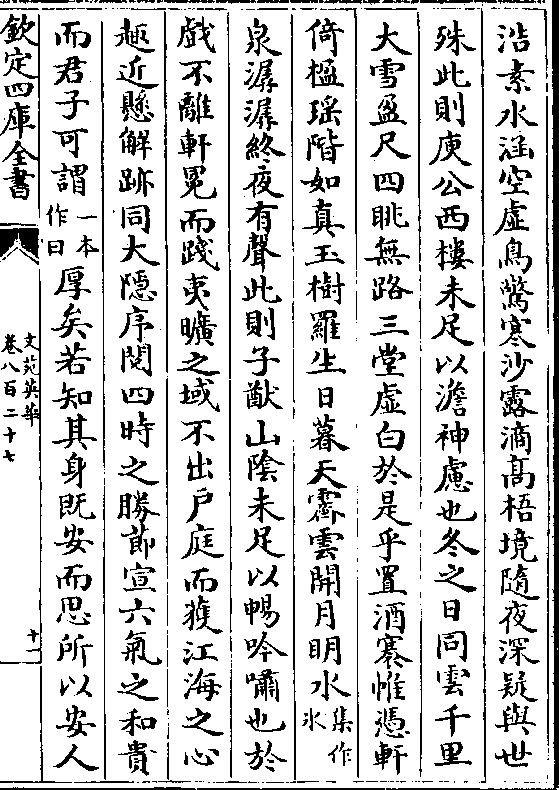 浩素水涵空虛鳥驚寒沙露滴髙梧境隨夜深疑與世
殊此則庾公西樓未足以澹神慮也冬之日同雲千里
大雪盈尺四眺無路三堂虛白於是乎置酒褰帷憑軒
倚楹瑶階如真玉樹羅生日暮天霽雲開月明水集作氷
泉潺潺終夜有聲此則子猷山陰未足以暢吟嘯也於
戲不離軒冕而踐夷曠之域不出户庭而獲江海之心
趣近懸解跡同大隠序閲四時之勝節宣六氣之和貴
而君子可謂一本作曰厚矣若知其身既安而思所以安人
欽定四庫全書
文苑英華
卷八百二十七
十一